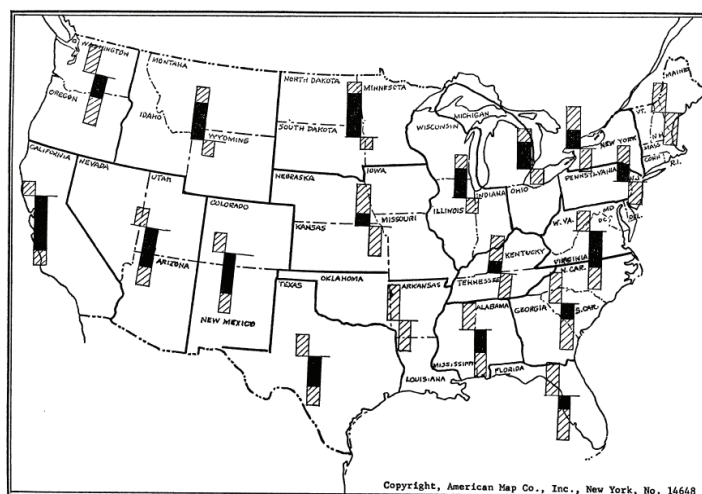 WASHINGTON
MONTANA
NORTH DAKOTA
MINNESOTA
MAINE
OREGON
MICHIGAN
VT.
IDAHO
WYOMING
SOUTH DAKOTA
WISCONSIN
NEW YORK
N.H.
MASS
CONN
R.I.
CALIFORNIA
NEVADA
UTAH
NEBRASKA
IOWA
INDIANA
OHIO
PENNSYLVANIA
N.J.
COLORADO
ILLINOIS
W.VA.
MD
DC
DEL.
KANSAS
MISSOURI
KENTUCKY
VIRGINIA
ARIZONA
NEW MEXICO
TEXAS
OKLAHOMA
ARKANSAS
TENNESSEE
N.CAR.
ALABAMA
GEORGIA
S.CAR.
MISSISSIPPI
LOUISIANA
FLORIDA
Copyright, American Map Co., Inc., New York, No. 14648